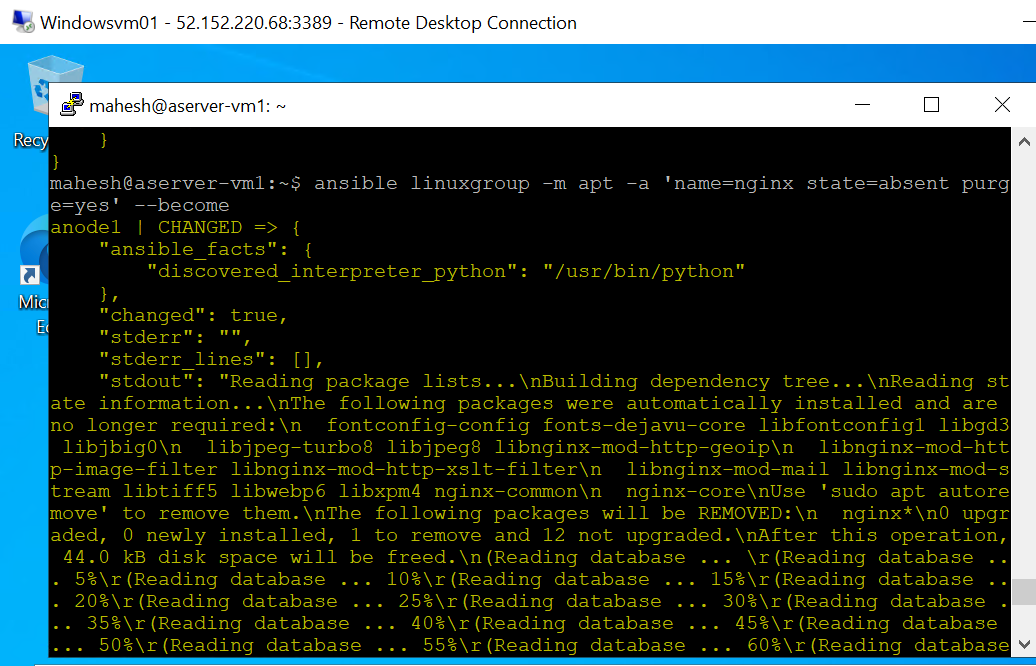 Windowsvm01 - 52.152.220.68:3389 - Remote Desktop Connection
mahesh@aserver-vm1: ~
Recy
Mic
Ed
    }
}
mahesh@aserver-vm1:~$ ansible linuxgroup -m apt -a 'name=nginx state=absent purg
e=yes' --become
anode1 | CHANGED => {
    "ansible_facts": {
        "discovered_interpreter_python": "/usr/bin/python"
    },
    "changed": true,
    "stderr": "",
    "stderr_lines": [],
    "stdout": "Reading package lists...\nBuilding dependency tree...\nReading st
ate information...\nThe following packages were automatically installed and are
no longer required:\n  fontconfig-config fonts-dejavu-core libfontconfig1 libgd3
 libjbig0\n  libjpeg-turbo8 libjpeg8 libnginx-mod-http-geoip\n  libnginx-mod-htt
p-image-filter libnginx-mod-http-xslt-filter\n  libnginx-mod-mail libnginx-mod-s
tream libtiff5 libwebp6 libxpm4 nginx-common\n  nginx-core\nUse 'sudo apt autore
move' to remove them.\nThe following packages will be REMOVED:\n  nginx*\n0 upgr
aded, 0 newly installed, 1 to remove and 12 not upgraded.\nAfter this operation,
 44.0 kB disk space will be freed.\n(Reading database ... \r(Reading database ..
. 5%\r(Reading database ... 10%\r(Reading database ... 15%\r(Reading database ..
. 20%\r(Reading database ... 25%\r(Reading database ... 30%\r(Reading database .
.. 35%\r(Reading database ... 40%\r(Reading database ... 45%\r(Reading database
... 50%\r(Reading database ... 55%\r(Reading database ... 60%\r(Reading database